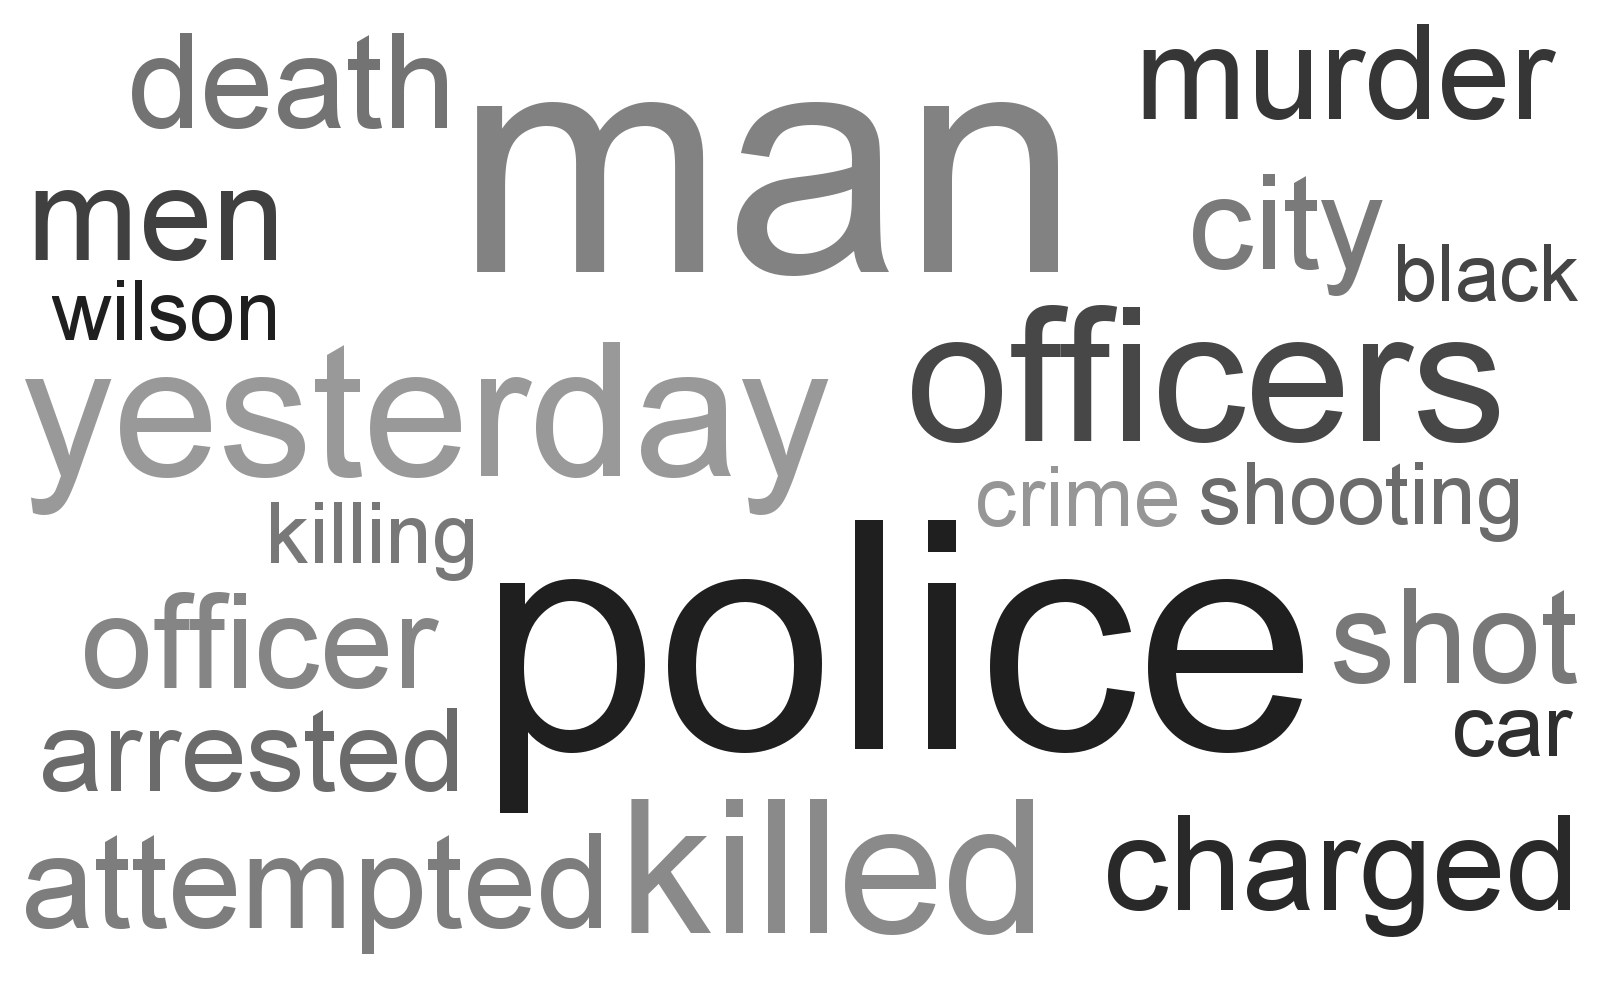 death
man
murder
men
city
black
wilson
yesterday
officers
crime shooting
killing
police
officer
shot
arrested
car
attempted
killed
charged